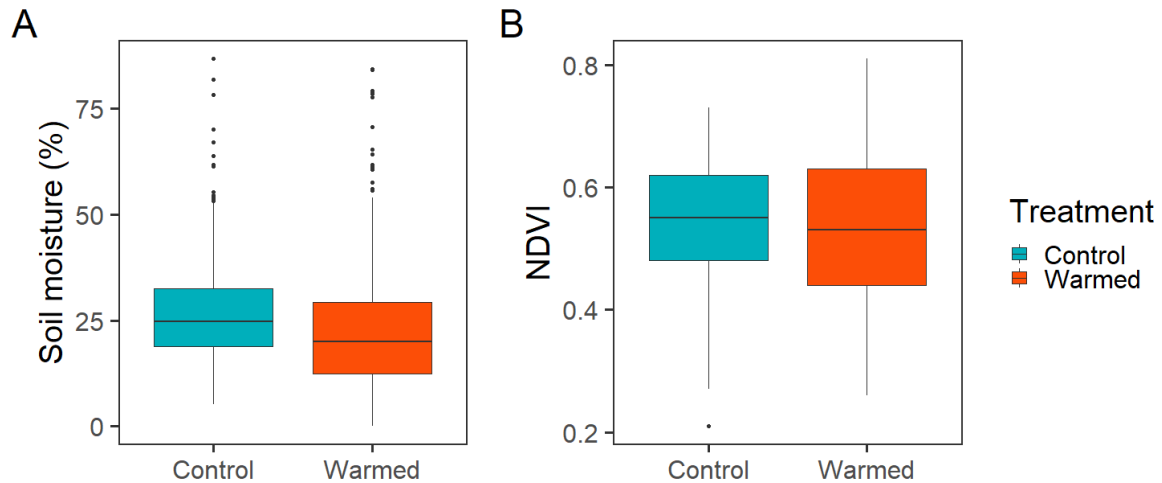 A
B
Soil moisture (%)
75
50
25
0
Control
Warmed
NDVI
0.8
0.6
0.4
0.2
Control
Warmed
Treatment
Control
Warmed